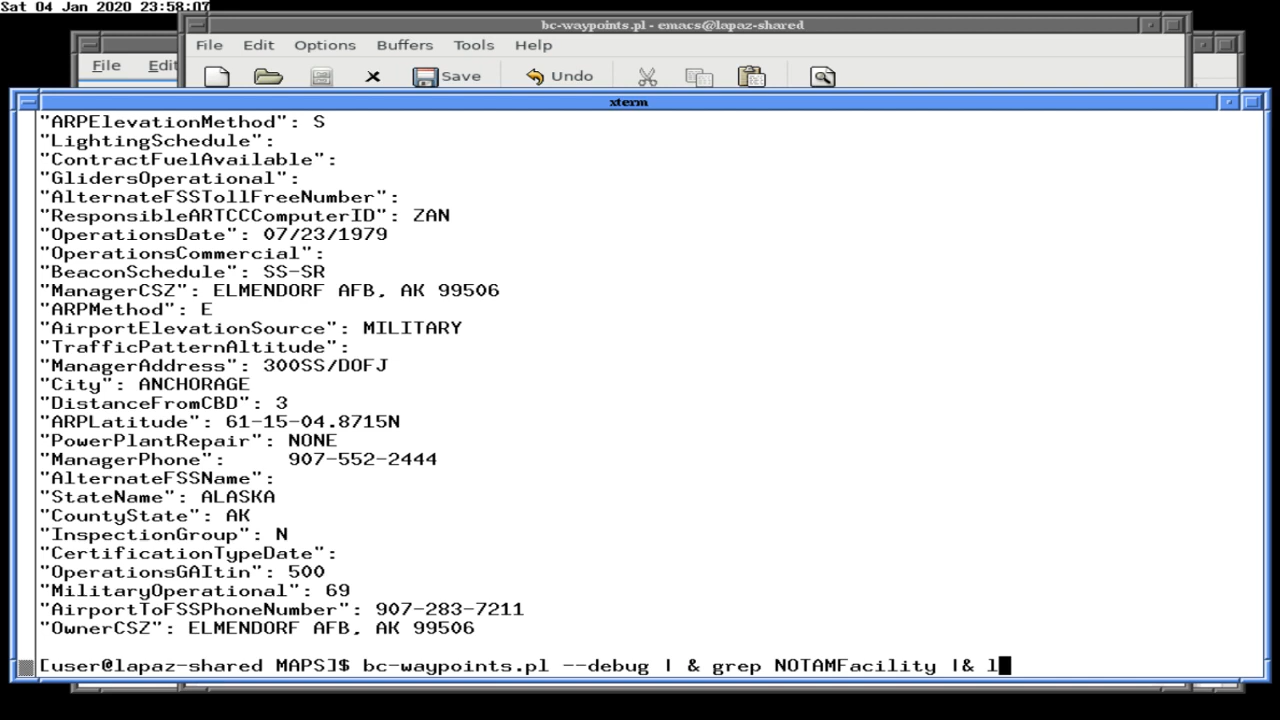 Sat 04 Jan 2020 23:58:07
bc-waypoints.pl - emacs@lapaz-shared
File Edit Options Buffers Tools Help
File Edit
Save Undo
xterm
"ARPElevationMethod": S
"LightingSchedule":
"ContractFuelAvailable":
"GlidersOperational":
"AlternateFSSTollFreeNumber":
"ResponsibleARTCCComputerID": ZAN
"OperationsDate": 07/23/1979
"OperationsCommercial":
"BeaconSchedule": SS-SR
"ManagerCSZ": ELMENDORF AFB, AK 99506
"ARPMethod": E
"AirportElevationSource": MILITARY
"TrafficPatternAltitude":
"ManagerAddress": 300SS/DOFJ
"City": ANCHORAGE
"DistanceFromCBD": 3
"ARPLatitude": 61-15-04.8715N
"PowerPlantRepair": NONE
"ManagerPhone":     907-552-2444
"AlternateFSSName":
"StateName": ALASKA
"CountyState": AK
"InspectionGroup": N
"CertificationTypeDate":
"OperationsGAItin": 500
"MilitaryOperational": 69
"AirportToFSSPhoneNumber": 907-283-7211
"OwnerCSZ": ELMENDORF AFB, AK 99506
[user@lapaz-shared MAPS]$ bc-waypoints.pl --debug | & grep NOTAMFacility |& l